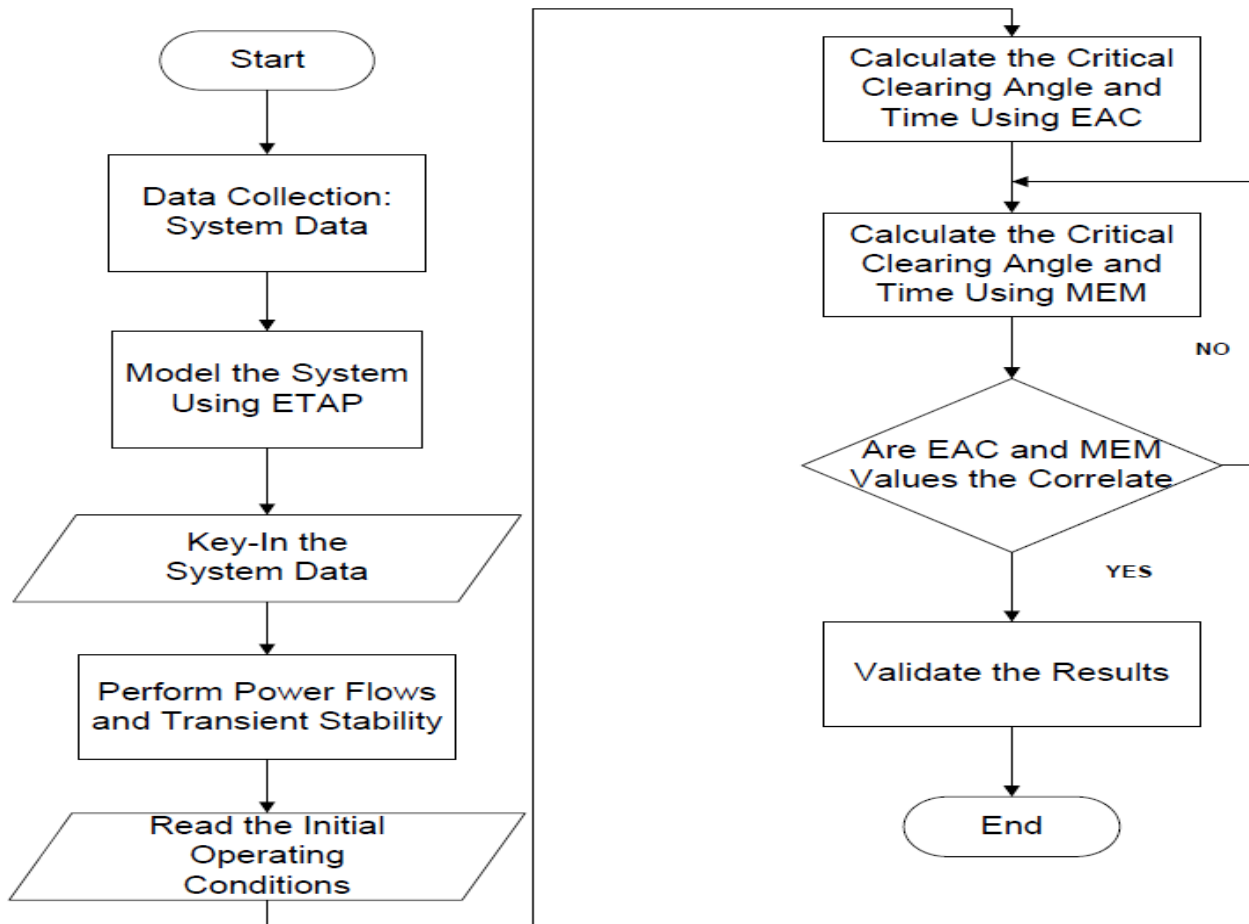 Start
Data Collection:
System Data
Model the System
Using ETAP
Key-In the
System Data
Perform Power Flows
and Transient Stability
Read the Initial
Operating
Conditions
Calculate the Critical
Clearing Angle and
Time Using EAC
Calculate the Critical
Clearing Angle and
Time Using MEM
NO
Are EAC and MEM
Values the Correlate
YES
Validate the Results
End